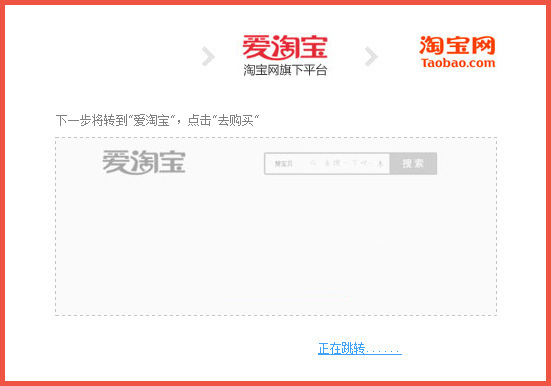 爱淘宝
淘宝网旗下平台
淘宝网
Taobao.com
下一步将转到"爱淘宝"，点击"去购买"
爱淘宝
搜索
正在跳转......